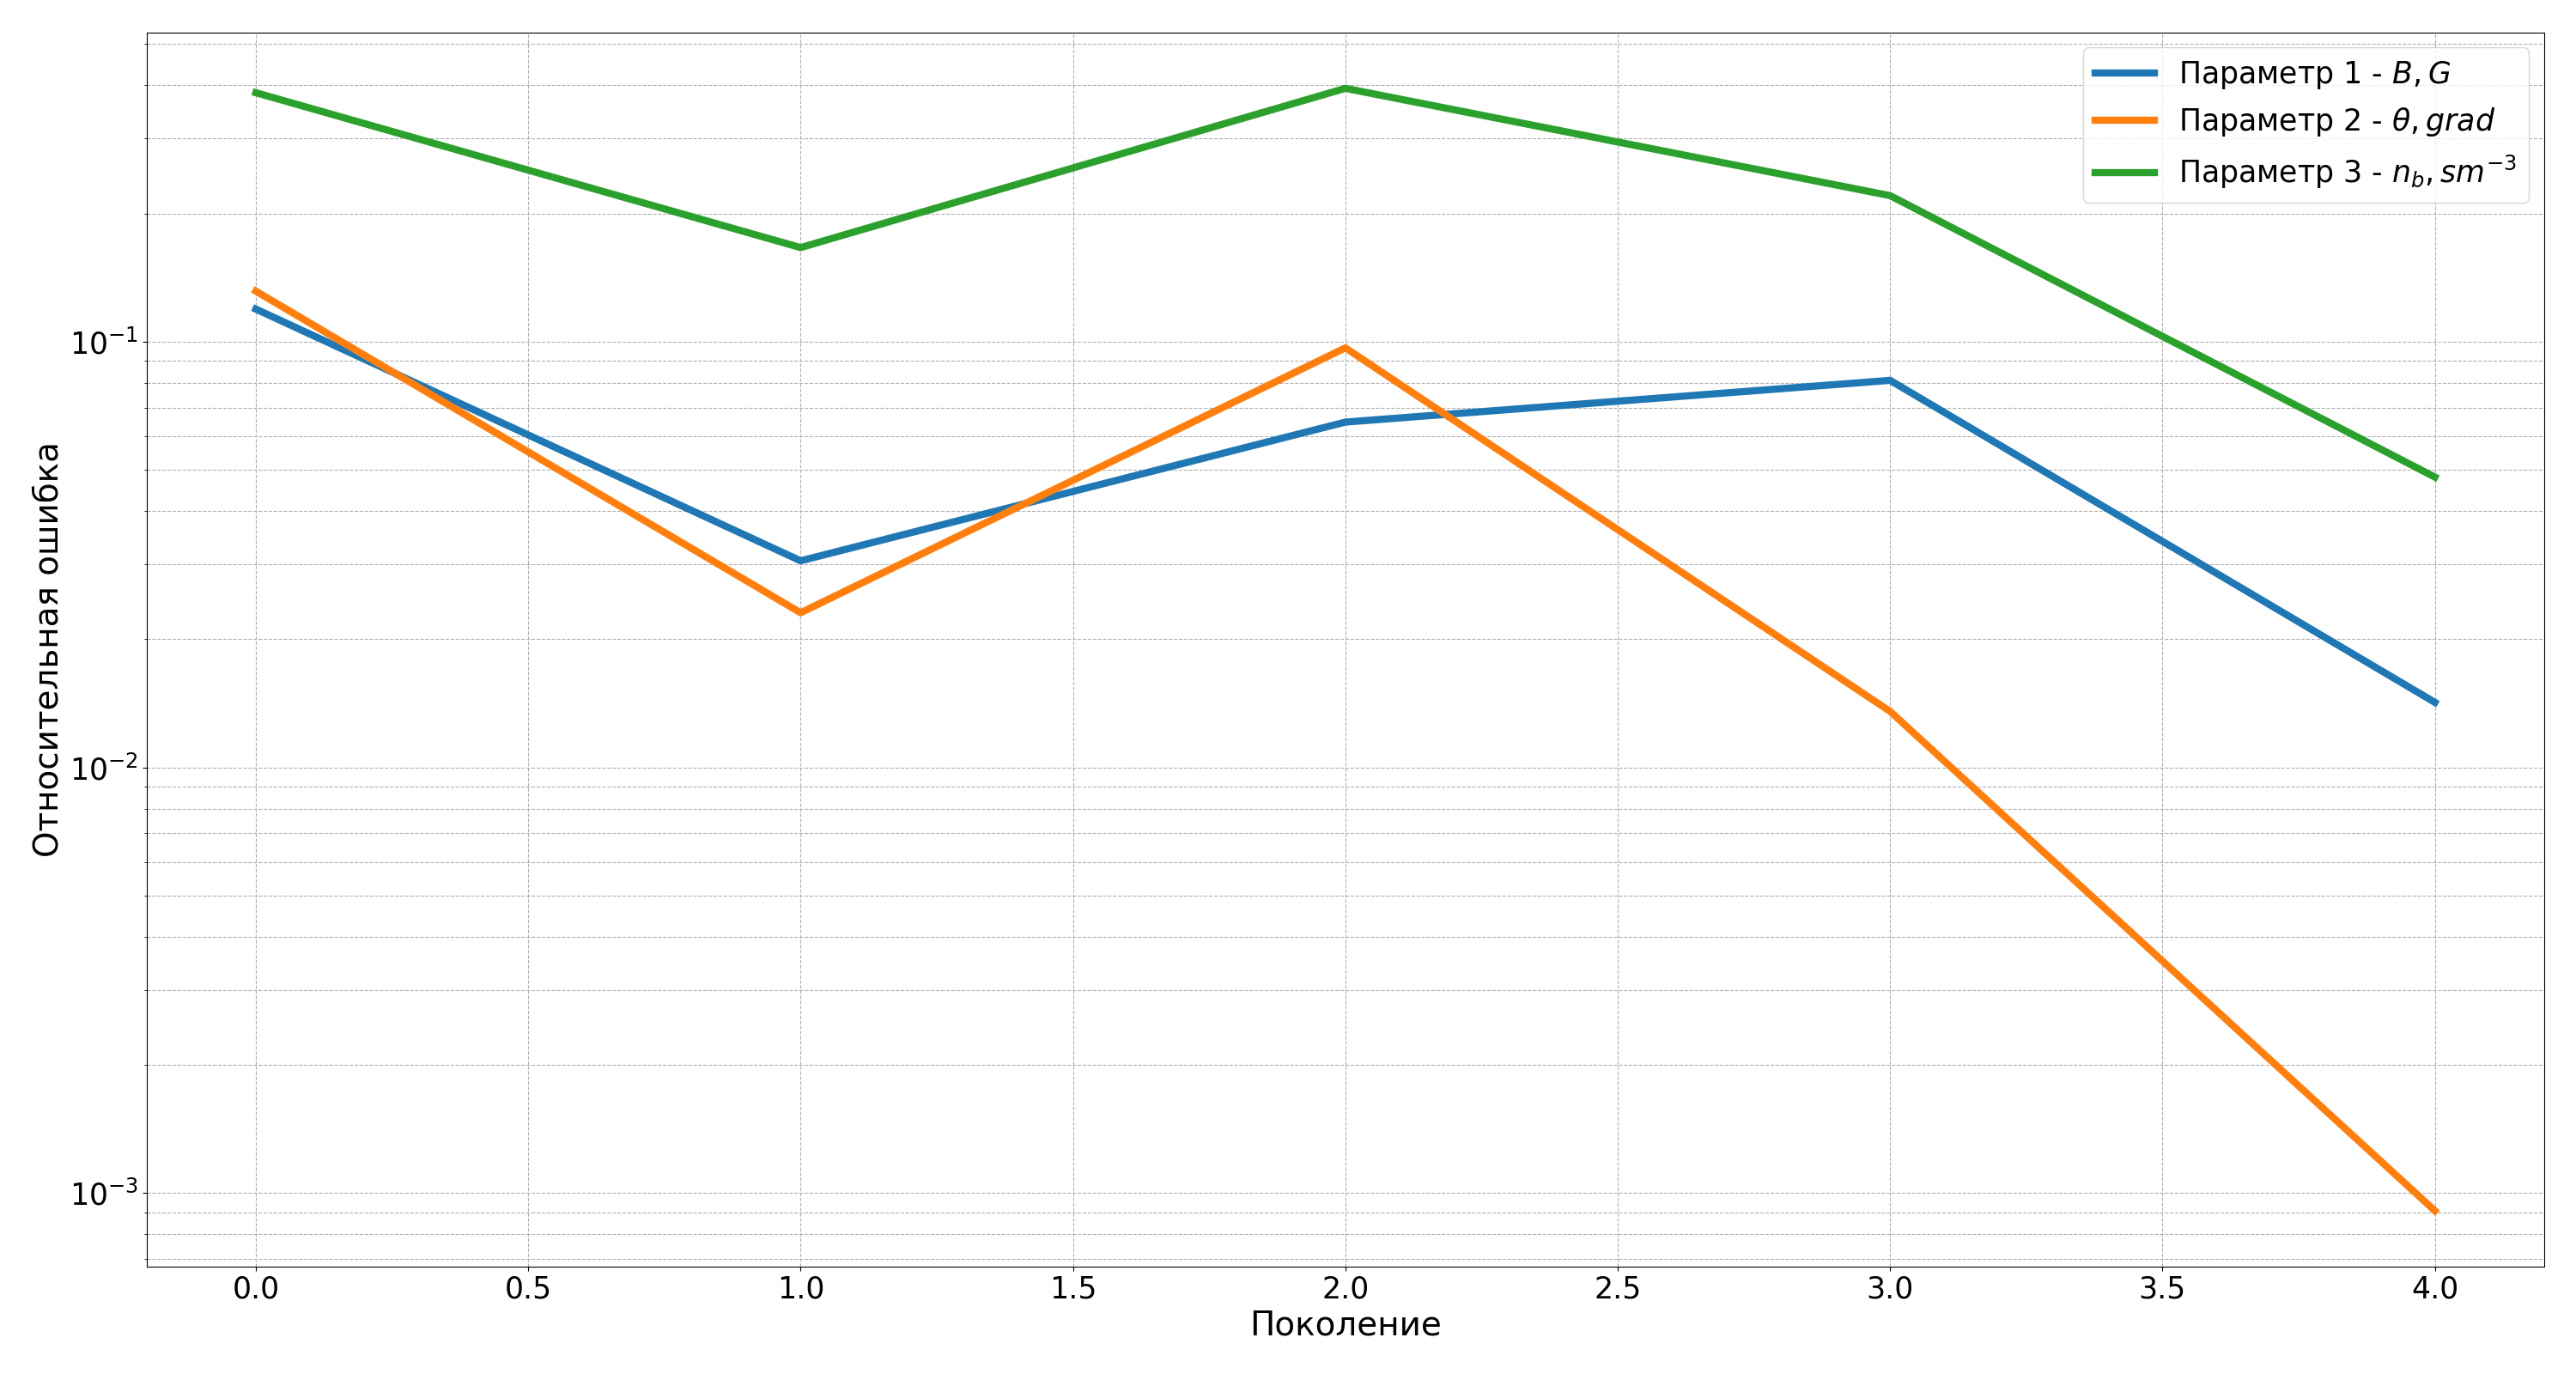 Параметр 1 - B, G
Параметр 2 - θ, grad
Параметр 3 - n_b, sm^{-3}
Относительная ошибка
10^{-1}
10^{-2}
10^{-3}
0.0 0.5 1.0 1.5 2.0 2.5 3.0 3.5 4.0
Поколение